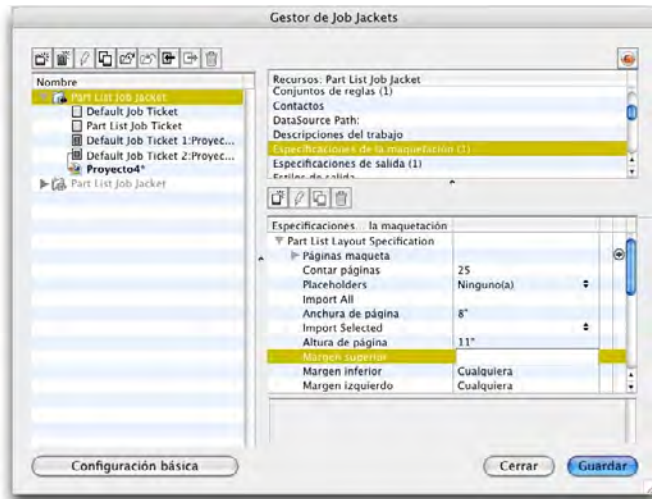 Gestor de Job Jackets
Nombre
Part List Job Jacket
Default Job Ticket
Part List Job Ticket
Default Job Ticket 1:Proyec...
Default Job Ticket 2:Proyec...
Proyecto4*
Part List Job Jacket
Recursos: Part List Job Jacket
Conjuntos de reglas (1)
Contactos
DataSource Path:
Descripciones del trabajo
Especificaciones de la maquetación (1)
Especificaciones de salida (1)
Estilos de salida
Especificaciones... la maquetación
Part List Layout Specification
Páginas maqueta
Contar páginas 25
Placeholders Ninguno(a)
Import All
Anchura de página 8"
Import Selected
Altura de página 11"
Margen superior
Margen inferior Cualquiera
Margen izquierdo Cualquiera
Configuración básica
Cerrar
Guardar